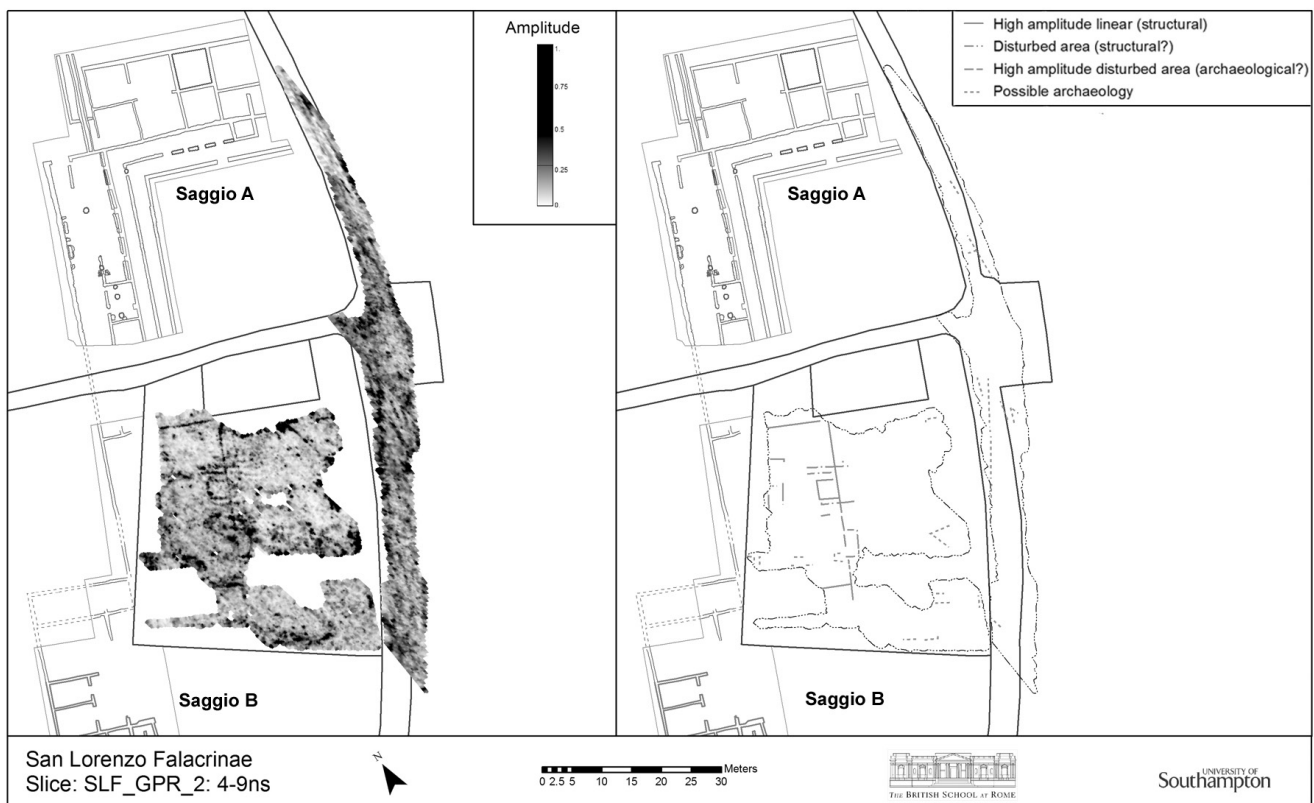 Amplitude
1.
0.75
0.5
0.25
0.
Saggio A
Saggio B
High amplitude linear (structural)
Disturbed area (structural?)
High amplitude disturbed area (archaeological?)
Possible archaeology
Saggio A
Saggio B
San Lorenzo Falacrinae
Slice: SLF_GPR_2: 4-9ns
N
Meters
0 2.5 5 10 15 20 25 30
THE BRITISH SCHOOL AT ROME
UNIVERSITY OF
Southampton